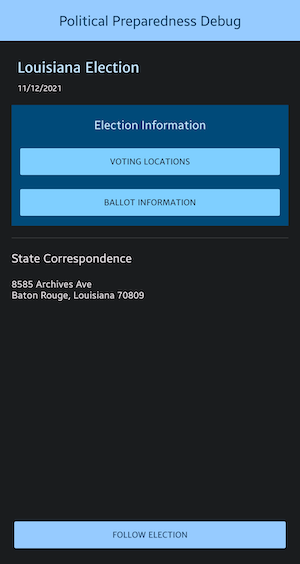 Political Preparedness Debug
Louisiana Election
11/12/2021
Election Information
VOTING LOCATIONS
BALLOT INFORMATION
State Correspondence
8585 Archives Ave
Baton Rouge, Louisiana 70809
FOLLOW ELECTION